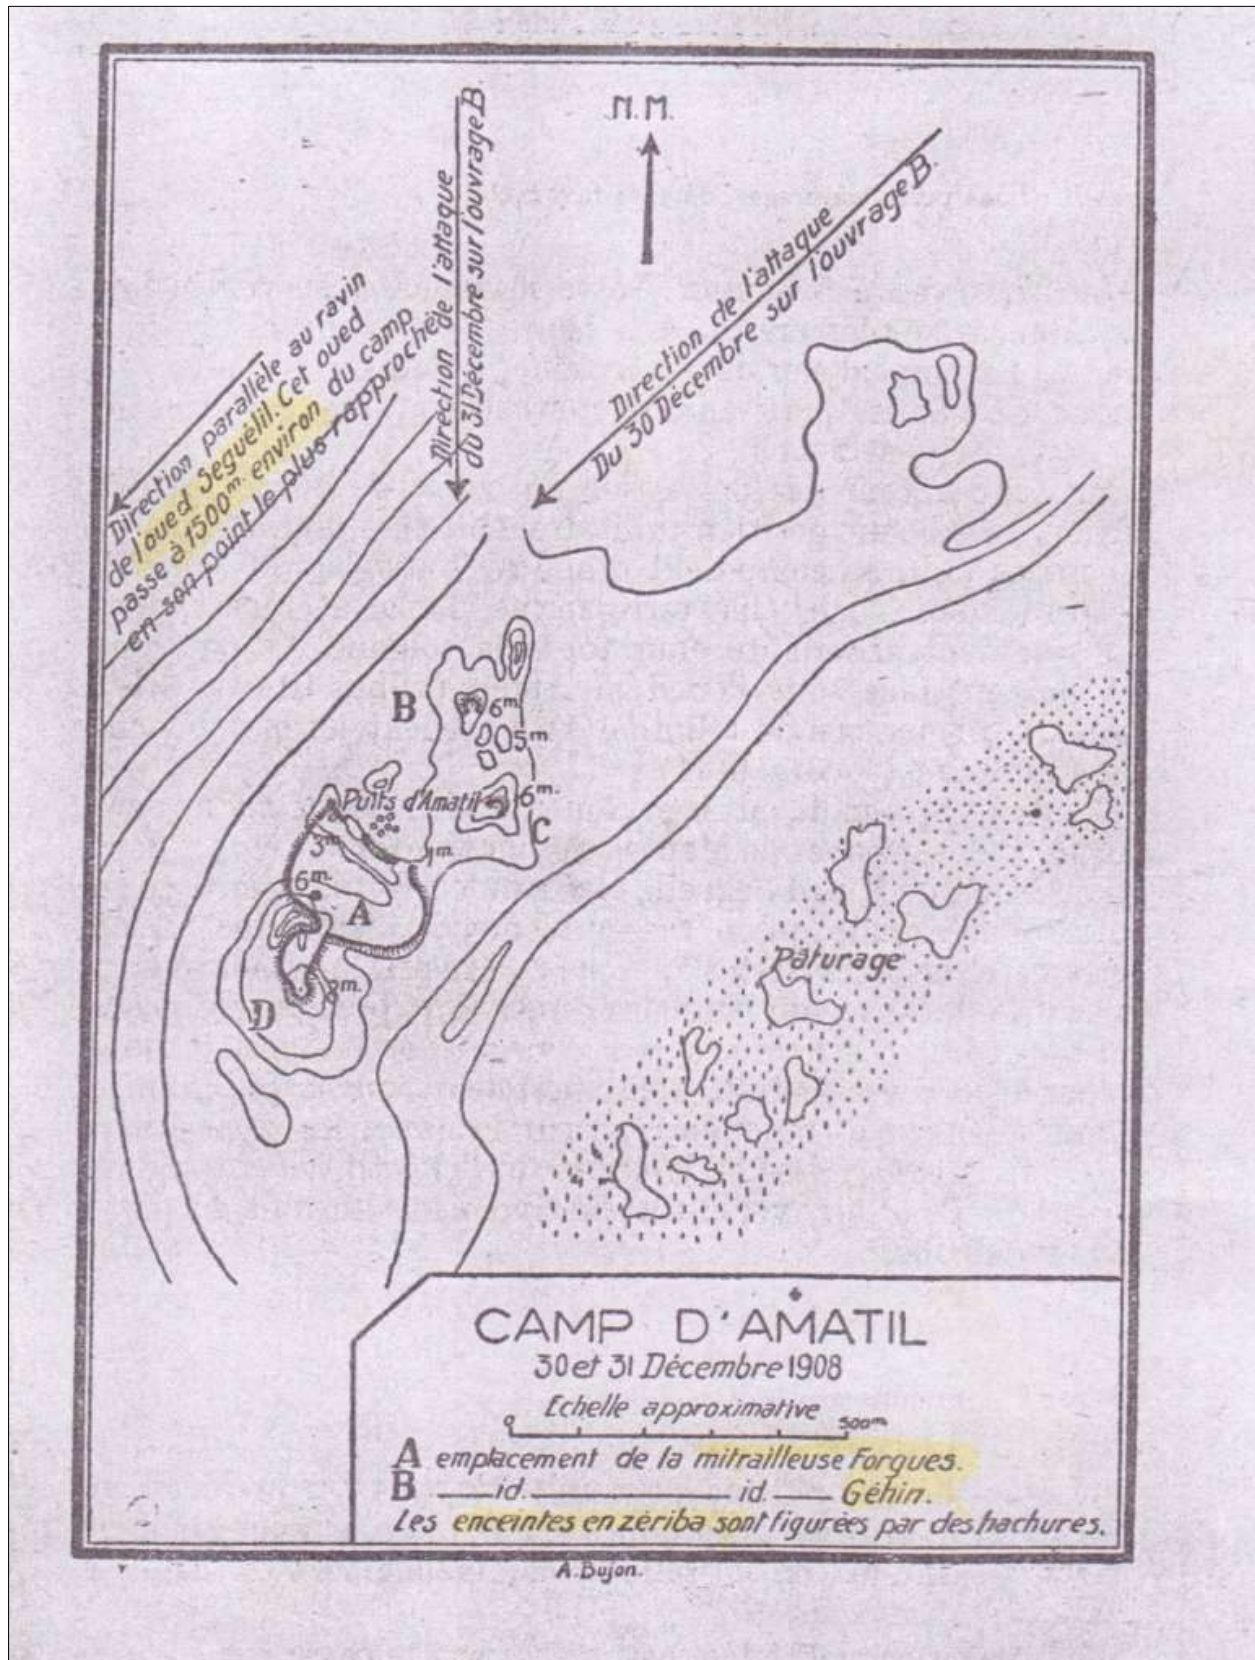 N.M.
Direction parallèle au ravin
de l'oued Seguélil. Cet oued
passe à 1500m. environ du camp
en son point le plus rapproché
Direction de l'attaque
du 31 Décembre sur l'ouvrage B.
Direction de l'attaque
Du 30 Décembre sur l'ouvrage B.
B
6m.
5m
Puits d'Amatil
6m.
C
3m
1m.
6m.
A
3m.
D
Pâturage
CAMP D'AMATIL
30 et 31 Décembre 1908
Echelle approximative
0 500m
A emplacement de la mitrailleuse Forgues.
B — id. — id. — Géhin.
Les enceintes en zériba sont figurées par des hachures.
A. Bujon.